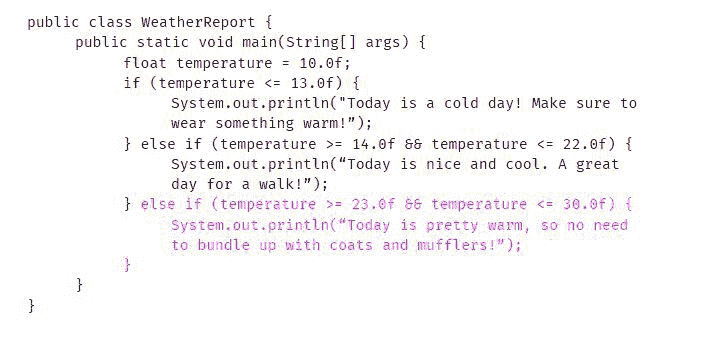 public class WeatherReport {
public static void main(String[] args) {
float temperature = 10.0f;
if (temperature <= 13.0f) {
System.out.println("Today is a cold day! Make sure to
wear something warm!”);
} else if (temperature >= 14.0f && temperature <= 22.0f) {
System.out.println(“Today is nice and cool. A great
day for a walk!”);
} else if (temperature >= 23.0f && temperature <= 30.0f) {
System.out.println(“Today is pretty warm, so no need
to bundle up with coats and mufflers!”);
}
}
}